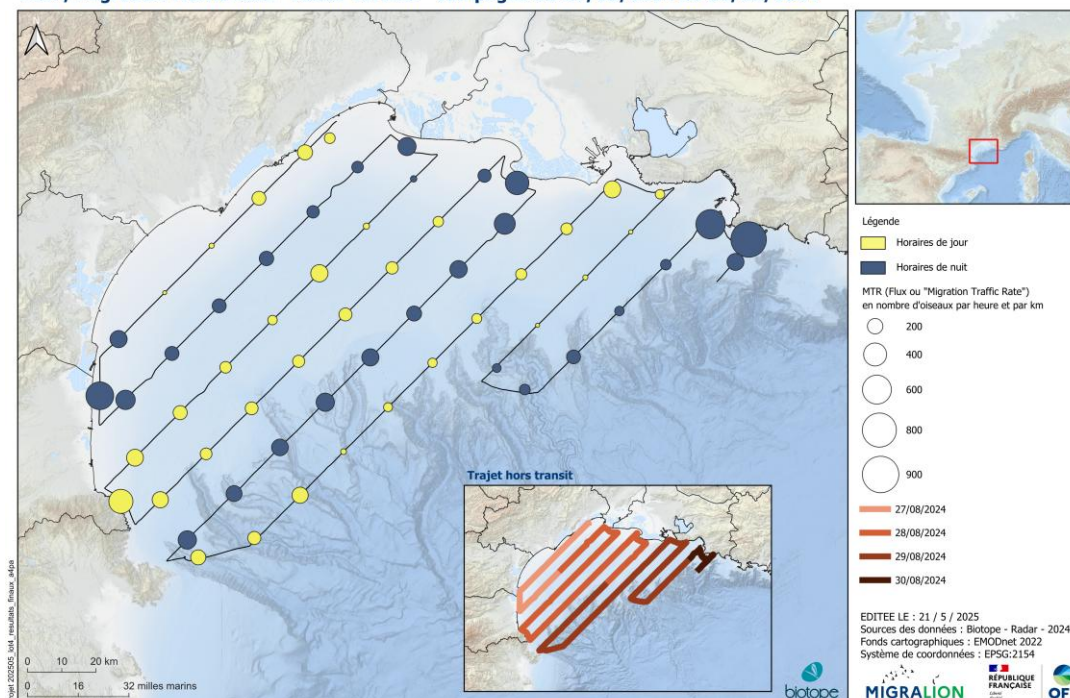 Légende
Horaires de jour
Horaires de nuit
MTR (Flux ou "Migration Traffic Rate")
en nombre d'oiseaux par heure et par km
200
400
600
800
900
Trajet hors transit
27/08/2024
28/08/2024
29/08/2024
30/08/2024
EDITEE LE : 21 / 5 / 2025
Sources des données : Biotope - Radar - 2024
Fonds cartographiques : EMODnet 2022
Système de coordonnées : EPSG:2154
0 20 km
0 16 32 milles marins
biotope
MIGRALION
RÉPUBLIQUE
FRANÇAISE